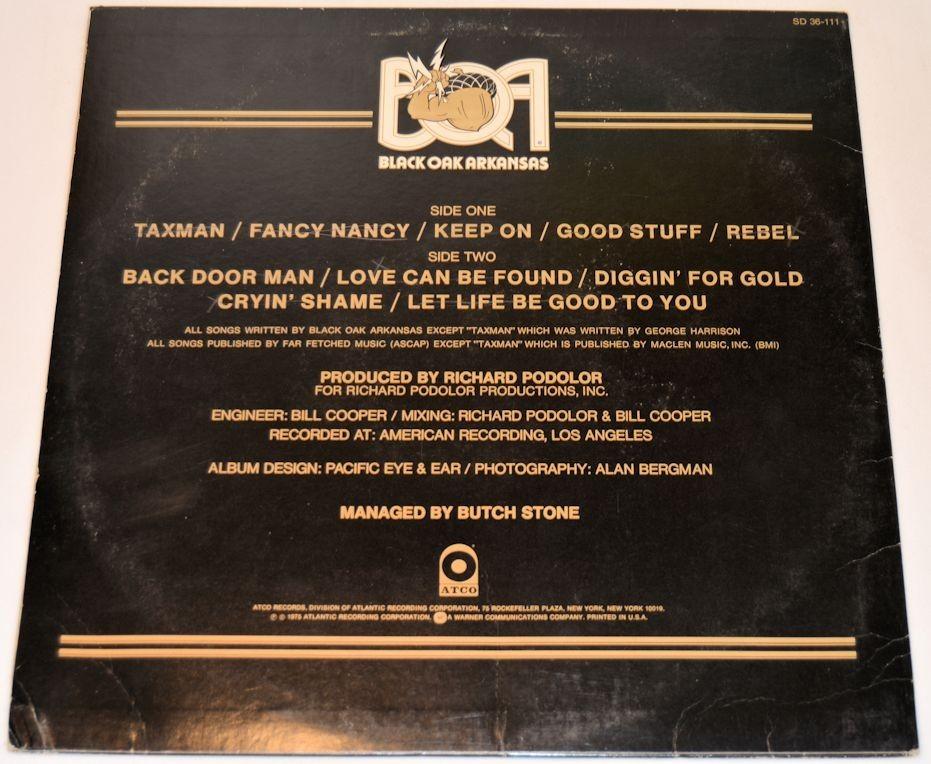 SD 36-111
BOA
BLACK OAK ARKANSAS
SIDE ONE
TAXMAN / FANCY NANCY / KEEP ON / GOOD STUFF / REBEL
SIDE TWO
BACK DOOR MAN / LOVE CAN BE FOUND / DIGGIN' FOR GOLD
CRYIN' SHAME / LET LIFE BE GOOD TO YOU
ALL SONGS WRITTEN BY BLACK OAK ARKANSAS EXCEPT "TAXMAN" WHICH WAS WRITTEN BY GEORGE HARRISON
ALL SONGS PUBLISHED BY FAR FETCHED MUSIC (ASCAP) EXCEPT "TAXMAN" WHICH IS PUBLISHED BY MACLEN MUSIC, INC. (BMI)
PRODUCED BY RICHARD PODOLOR
FOR RICHARD PODOLOR PRODUCTIONS, INC.
ENGINEER: BILL COOPER / MIXING: RICHARD PODOLOR & BILL COOPER
RECORDED AT: AMERICAN RECORDING, LOS ANGELES
ALBUM DESIGN: PACIFIC EYE & EAR / PHOTOGRAPHY: ALAN BERGMAN
MANAGED BY BUTCH STONE
ATCO
ATCO RECORDS, DIVISION OF ATLANTIC RECORDING CORPORATION, 75 ROCKEFELLER PLAZA, NEW YORK, NEW YORK 10019.
℗ © 1975 ATLANTIC RECORDING CORPORATION. A WARNER COMMUNICATIONS COMPANY. PRINTED IN U.S.A.